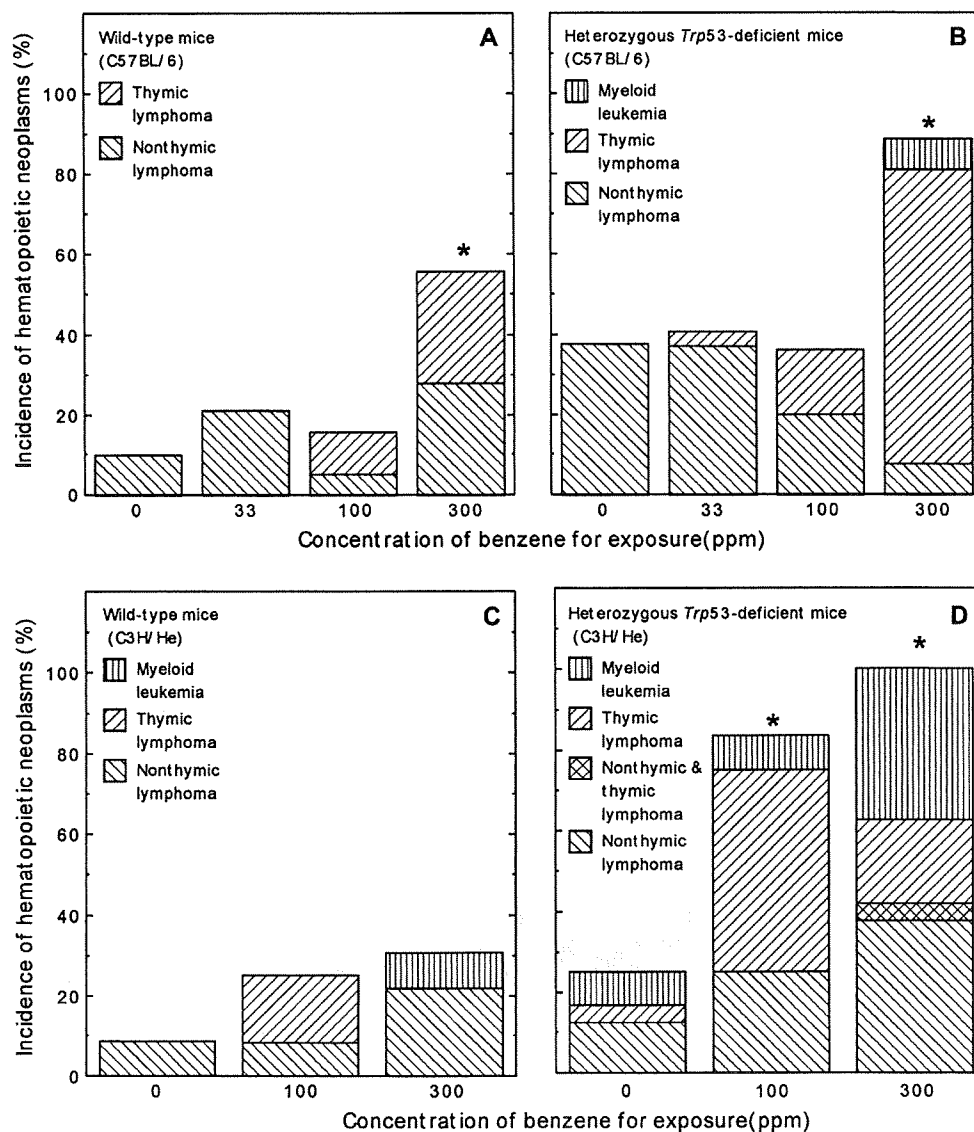 Incidence of hematopoietic neoplasms (%)
100
80
60
40
20
0
Wild-type mice
(C57BL/6)
A
Thymic
lymphoma
Nonthymic
lymphoma
*
0 33 100 300
Heterozygous Trp53-deficient mice
(C57BL/6)
B
Myeloid
leukemia
Thymic
lymphoma
Nonthymic
lymphoma
*
0 33 100 300
Concentration of benzene for exposure(ppm)
Incidence of hematopoietic neoplasms (%)
100
80
60
40
20
0
Wild-type mice
(C3H/He)
C
Myeloid
leukemia
Thymic
lymphoma
Nonthymic
lymphoma
0 100 300
Heterozygous Trp53-deficient mice
(C3H/He)
D
Myeloid
leukemia
Thymic
lymphoma
Nonthymic &
thymic
lymphoma
Nonthymic
lymphoma
*
*
0 100 300
Concentration of benzene for exposure(ppm)